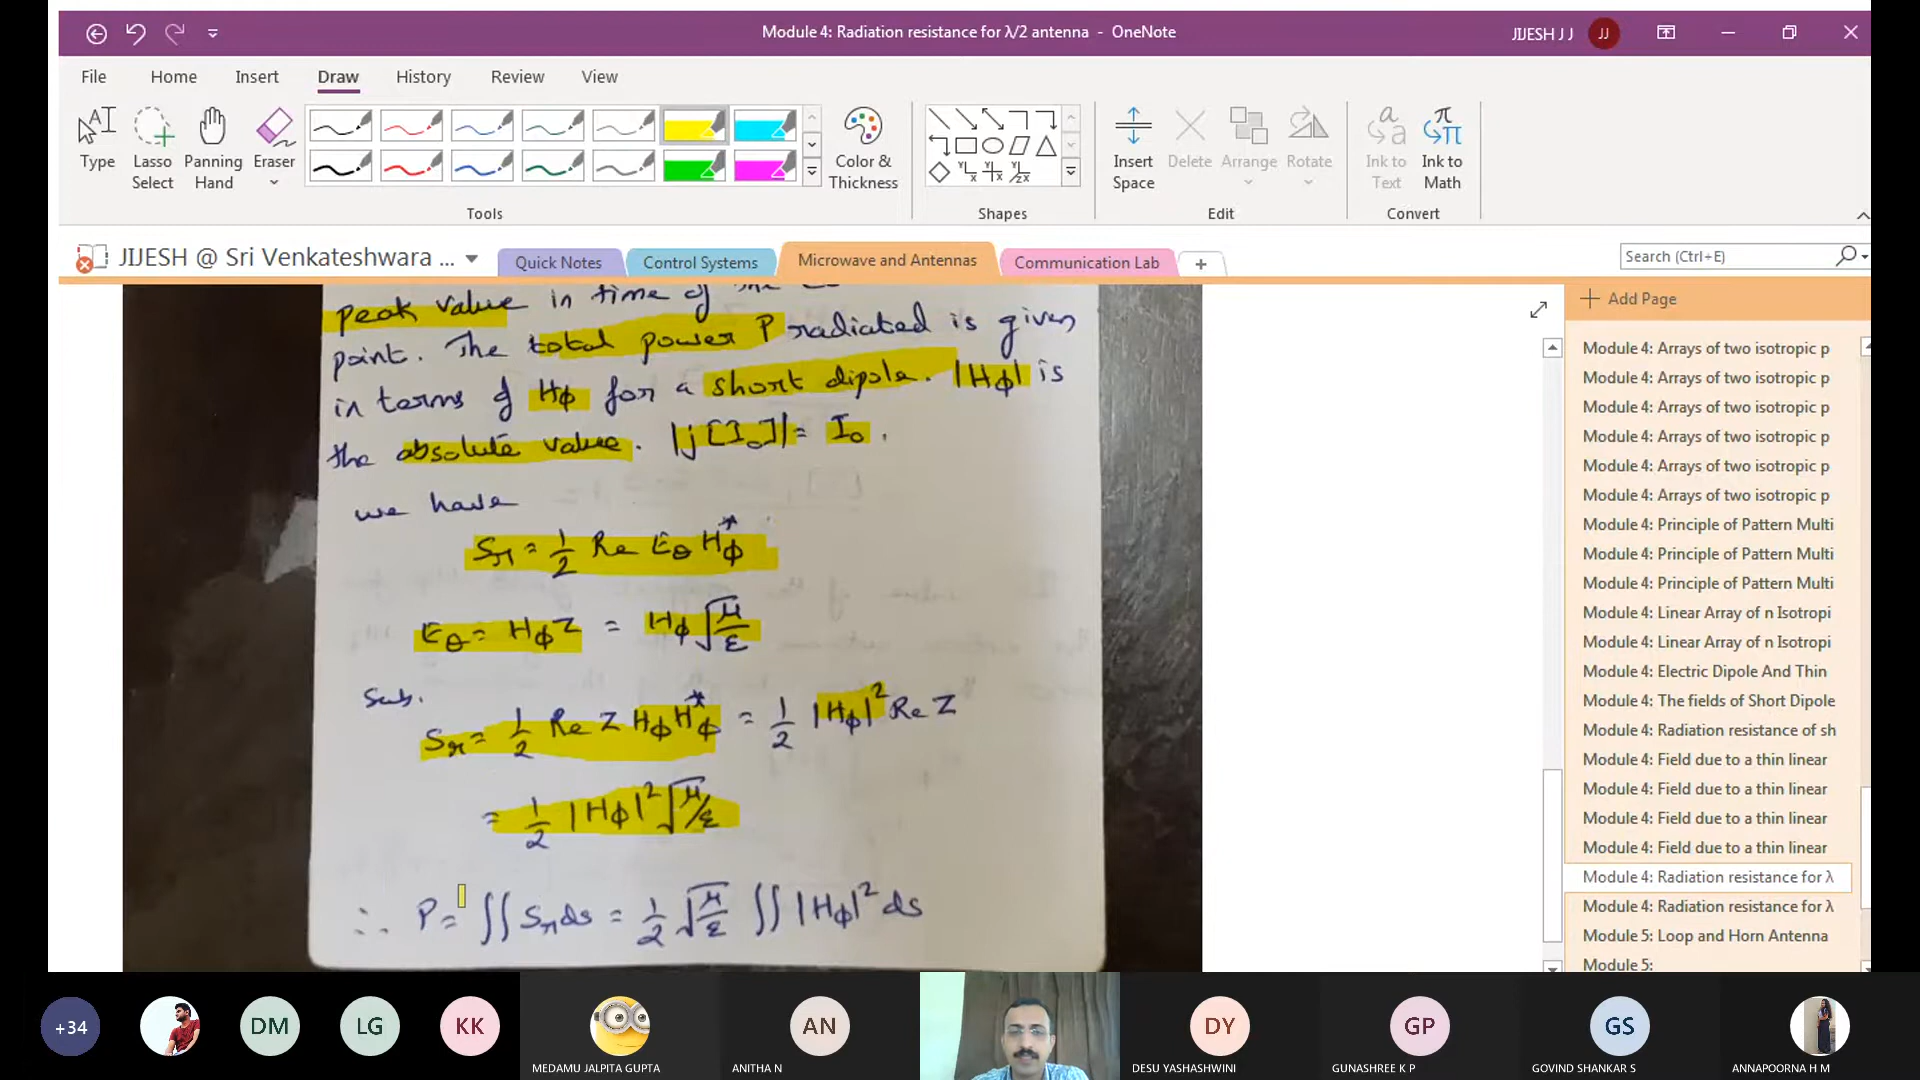 Module 4: Radiation resistance for λ/2 antenna - OneNote
JIJESH J J
JJ
File
Home
Insert
Draw
History
Review
View
Type
Lasso Select
Panning Hand
Eraser
Color & Thickness
Insert Space
Delete
Arrange
Rotate
Ink to Text
Ink to Math
Tools
Shapes
Edit
Convert
JIJESH @ Sri Venkateshwara ...
Quick Notes
Control Systems
Microwave and Antennas
Communication Lab
Search (Ctrl+E)
peak value in time of the
point. The total power P radiated is given
in terms of Hϕ for a short dipole. |Hϕ| is
the absolute value. |j[I₀]| = I₀.
we have
Sr = 1/2 Re Eθ Hϕ*
Eθ = HϕZ = Hϕ √(μ/ε)
Sub.
Sr = 1/2 Re Z Hϕ Hϕ* = 1/2 |Hϕ|² Re Z
= 1/2 |Hϕ|² √(μ/ε)
∴ P = ∬ Sr ds = 1/2 √(μ/ε) ∬ |Hϕ|² ds
Add Page
Module 4: Arrays of two isotropic p
Module 4: Arrays of two isotropic p
Module 4: Arrays of two isotropic p
Module 4: Arrays of two isotropic p
Module 4: Arrays of two isotropic p
Module 4: Arrays of two isotropic p
Module 4: Principle of Pattern Multi
Module 4: Principle of Pattern Multi
Module 4: Principle of Pattern Multi
Module 4: Linear Array of n Isotropi
Module 4: Linear Array of n Isotropi
Module 4: Electric Dipole And Thin
Module 4: The fields of Short Dipole
Module 4: Radiation resistance of sh
Module 4: Field due to a thin linear
Module 4: Field due to a thin linear
Module 4: Field due to a thin linear
Module 4: Field due to a thin linear
Module 4: Radiation resistance for λ
Module 4: Radiation resistance for λ
Module 5: Loop and Horn Antenna
Module 5:
+34
DM
LG
KK
MEDAMU JALPITA GUPTA
AN
ANITHA N
DY
DESU YASHASHWINI
GP
GUNASHREE K P
GS
GOVIND SHANKAR S
ANNAPOORNA H M